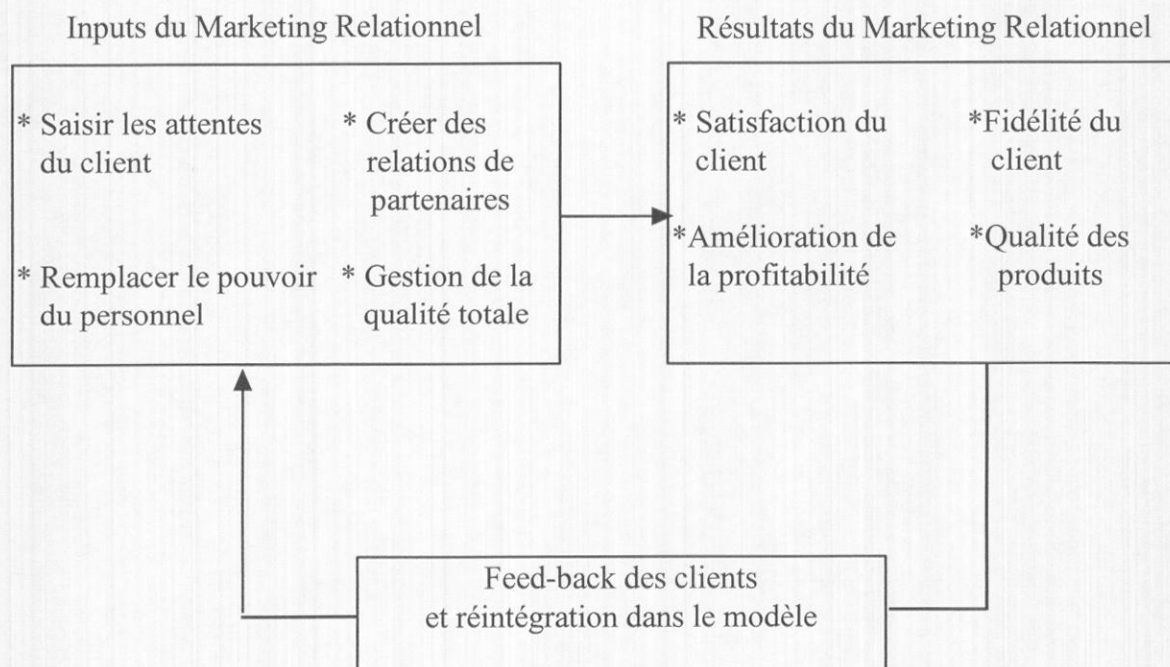 Inputs du Marketing Relationnel
* Saisir les attentes
du client
* Créer des
relations de
partenaires
* Remplacer le pouvoir
du personnel
* Gestion de la
qualité totale
Résultats du Marketing Relationnel
* Satisfaction du
client
*Fidélité du
client
*Amélioration de
la profitabilité
*Qualité des
produits
Feed-back des clients
et réintégration dans le modèle